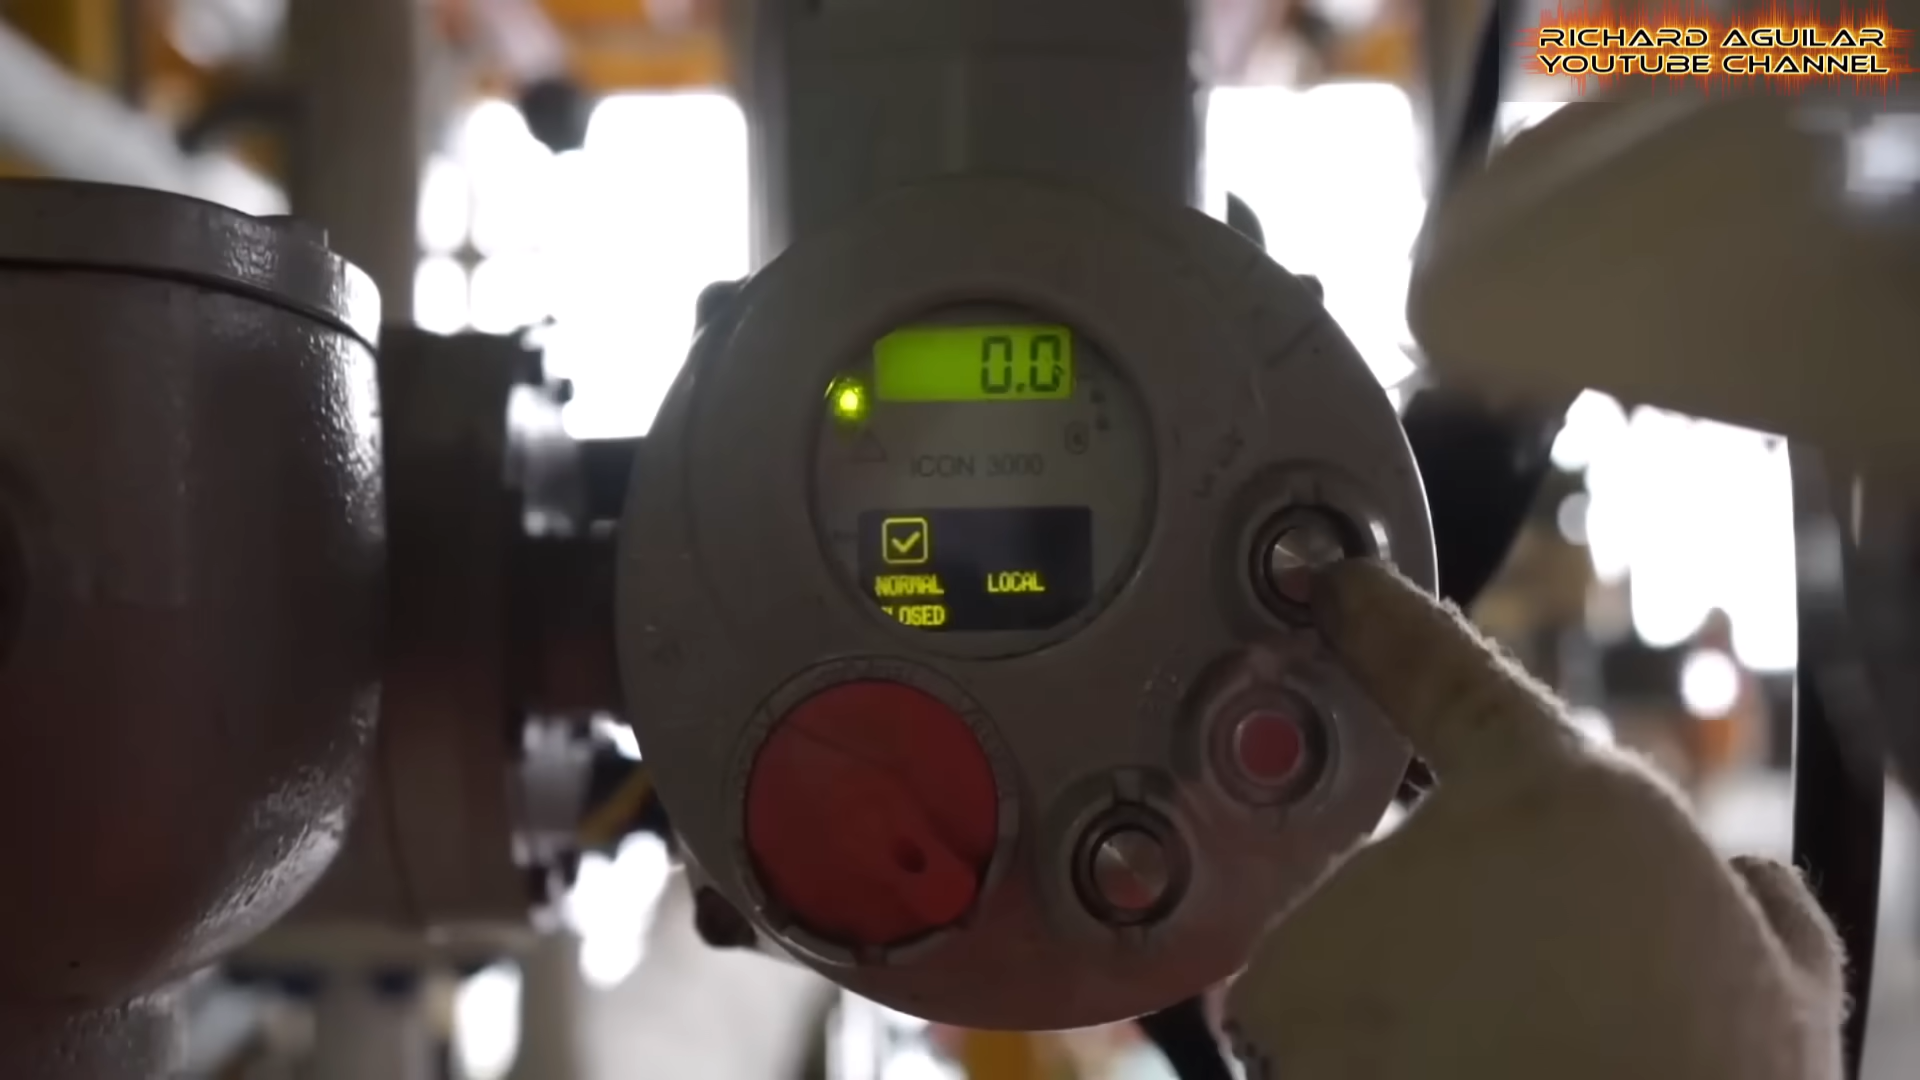 RICHARD AGUILAR
YOUTUBE CHANNEL
0.0
ICON 3000
NORMAL LOCAL
CLOSED